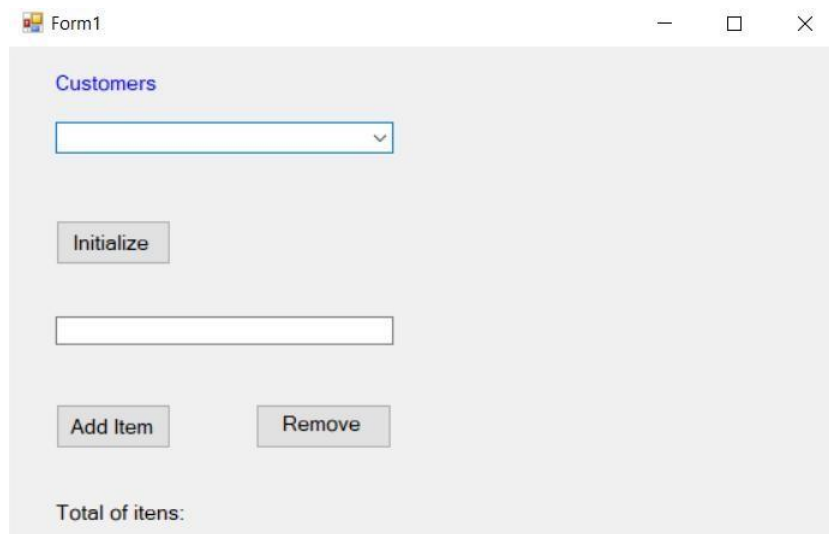 Form1
Customers
Initialize
Add Item Remove
Total of itens: